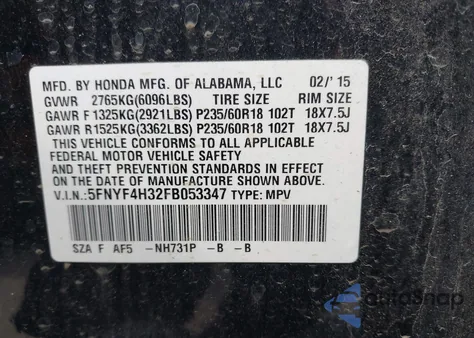 MFD. BY HONDA MFG. OF ALABAMA, LLC 02/'15
GVWR 2765KG(6096LBS) TIRE SIZE RIM SIZE
GAWR F 1325KG(2921LBS) P235/60R18 102T 18X7.5J
GAWR R1525KG(3362LBS) P235/60R18 102T 18X7.5J
THIS VEHICLE CONFORMS TO ALL APPLICABLE
FEDERAL MOTOR VEHICLE SAFETY
AND THEFT PREVENTION STANDARDS IN EFFECT
ON THE DATE OF MANUFACTURE SHOWN ABOVE.
V.I.N.: 5FNYF4H32FB053347 TYPE: MPV
SZA F AF5 -NH731P -B -B
autoSnap